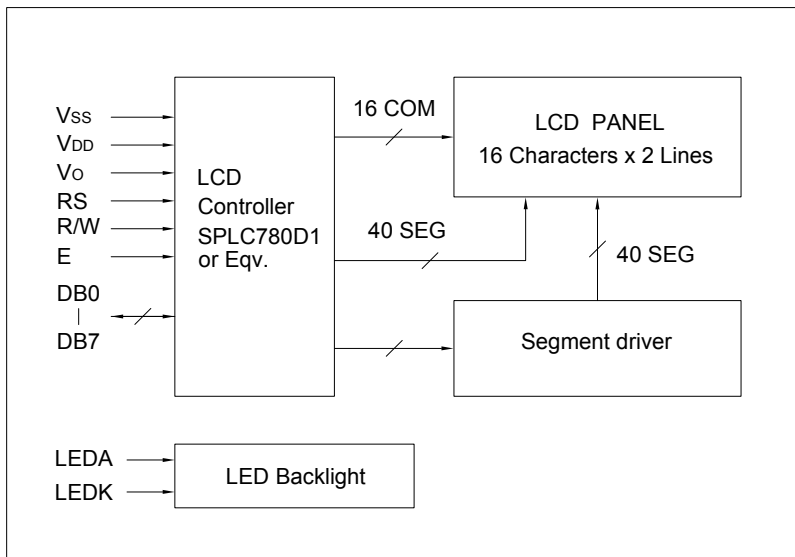 VSS
VDD
VO
RS
R/W
E
DB0
DB7
LCD
Controller
SPLC780D1
or Eqv.
16 COM
40 SEG
LCD PANEL
16 Characters x 2 Lines
40 SEG
Segment driver
LEDA
LEDK
LED Backlight